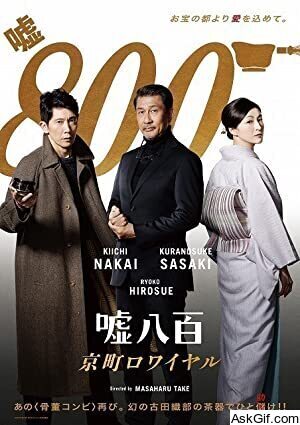 お宝の都より愛を込めて。
嘘
800
KIICHI
NAKAI
KURANOSUKE
SASAKI
RYOKO
HIROSUE
嘘八百
京町ロワイヤル
Directed by MASAHARU TAKE
あの〈骨董コンビ〉再び。幻の古田織部の茶器でひと儲け!!
AskGif.com